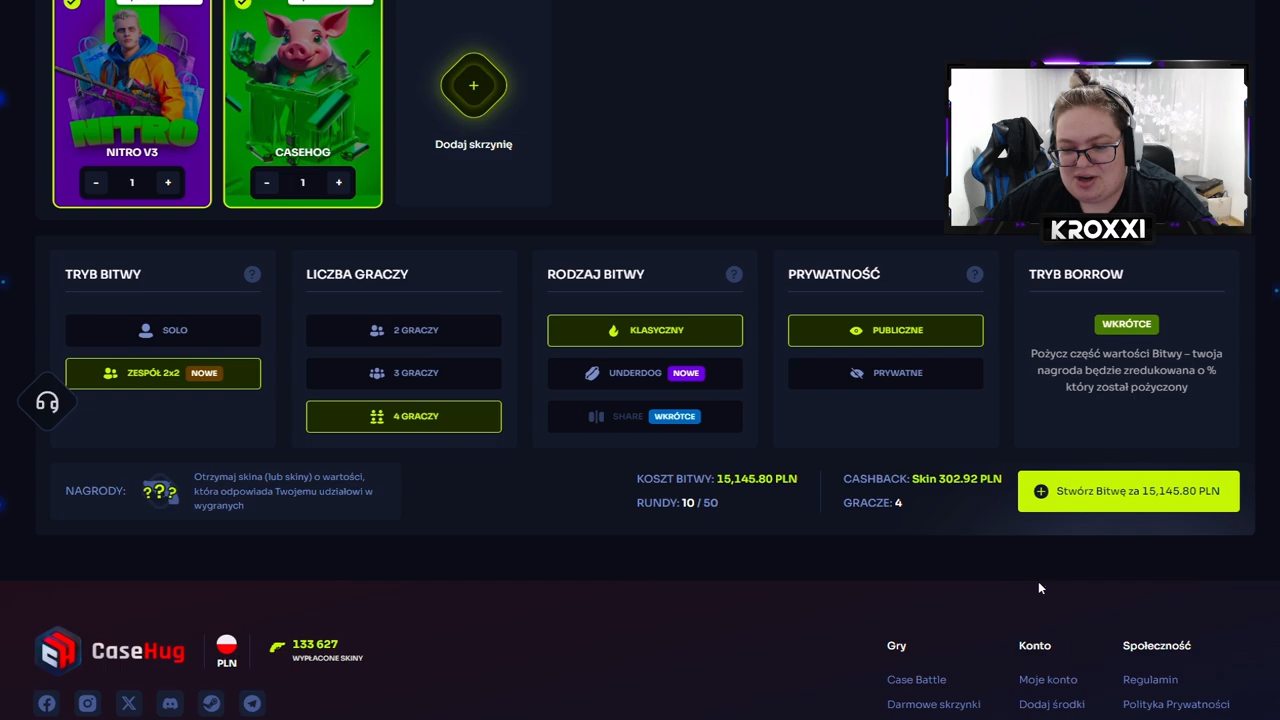 NITRO
NITRO V3
- 1 +
CASEHOG
- 1 +
+
Dodaj skrzynię
KROXXI
TRYB BITWY ?
SOLO
ZESPÓŁ 2x2 NOWE
LICZBA GRACZY
2 GRACZY
3 GRACZY
4 GRACZY
RODZAJ BITWY ?
KLASYCZNY
UNDERDOG NOWE
SHARE WKRÓTCE
PRYWATNOŚĆ ?
PUBLICZNE
PRYWATNE
TRYB BORROW
WKRÓTCE
Pożycz część wartości Bitwy – twoja
nagroda będzie zredukowana o %
który został pożyczony
NAGRODY:
???
Otrzymaj skina (lub skiny) o wartości,
która odpowiada Twojemu udziałowi w
wygranych
KOSZT BITWY: 15,145.80 PLN
RUNDY: 10 / 50
CASHBACK: Skin 302.92 PLN
GRACZE: 4
Stwórz Bitwę za 15,145.80 PLN
CaseHug
PLN
133 627
WYPŁACONE SKINY
Gry
Case Battle
Darmowe skrzynki
Konto
Moje konto
Dodaj środki
Społeczność
Regulamin
Polityka Prywatności